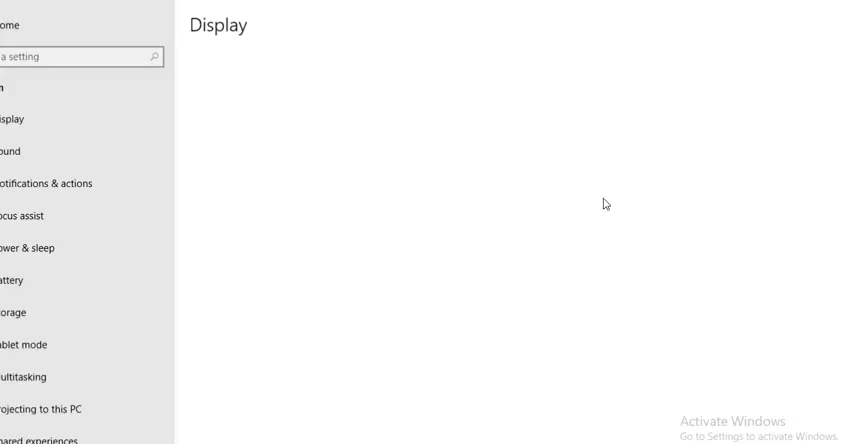 ome
Display
a setting
m
isplay
ound
otifications & actions
ocus assist
ower & sleep
attery
orage
ablet mode
ultitasking
rojecting to this PC
Activate Windows
hared experiences
Go to Settings to activate Windows.